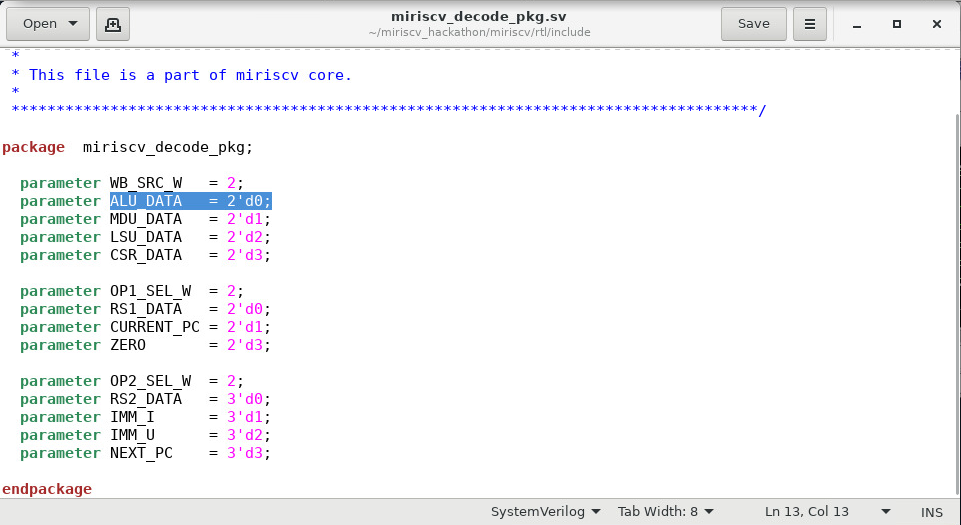 Open
miriscv_decode_pkg.sv
~/miriscv_hackathon/miriscv/rtl/include
Save
*
* This file is a part of miriscv core.
*
***********************************************************************************/
package  miriscv_decode_pkg;
parameter WB_SRC_W   = 2;
parameter ALU_DATA   = 2'd0;
parameter MDU_DATA   = 2'd1;
parameter LSU_DATA   = 2'd2;
parameter CSR_DATA   = 2'd3;
parameter OP1_SEL_W  = 2;
parameter RS1_DATA   = 2'd0;
parameter CURRENT_PC = 2'd1;
parameter ZERO       = 2'd3;
parameter OP2_SEL_W  = 2;
parameter RS2_DATA   = 3'd0;
parameter IMM_I      = 3'd1;
parameter IMM_U      = 3'd2;
parameter NEXT_PC    = 3'd3;
endpackage
SystemVerilog
Tab Width: 8
Ln 13, Col 13
INS